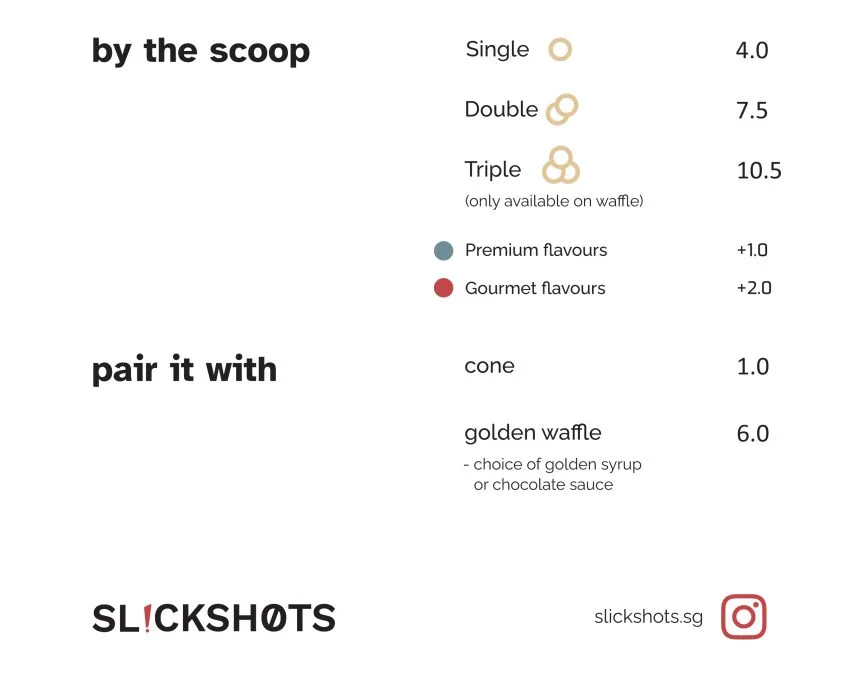 by the scoop
Single 4.0
Double 7.5
Triple 10.5
(only available on waffle)
Premium flavours +1.0
Gourmet flavours +2.0
pair it with
cone 1.0
golden waffle 6.0
- choice of golden syrup
or chocolate sauce
SL!CKSHØTS
slickshots.sg